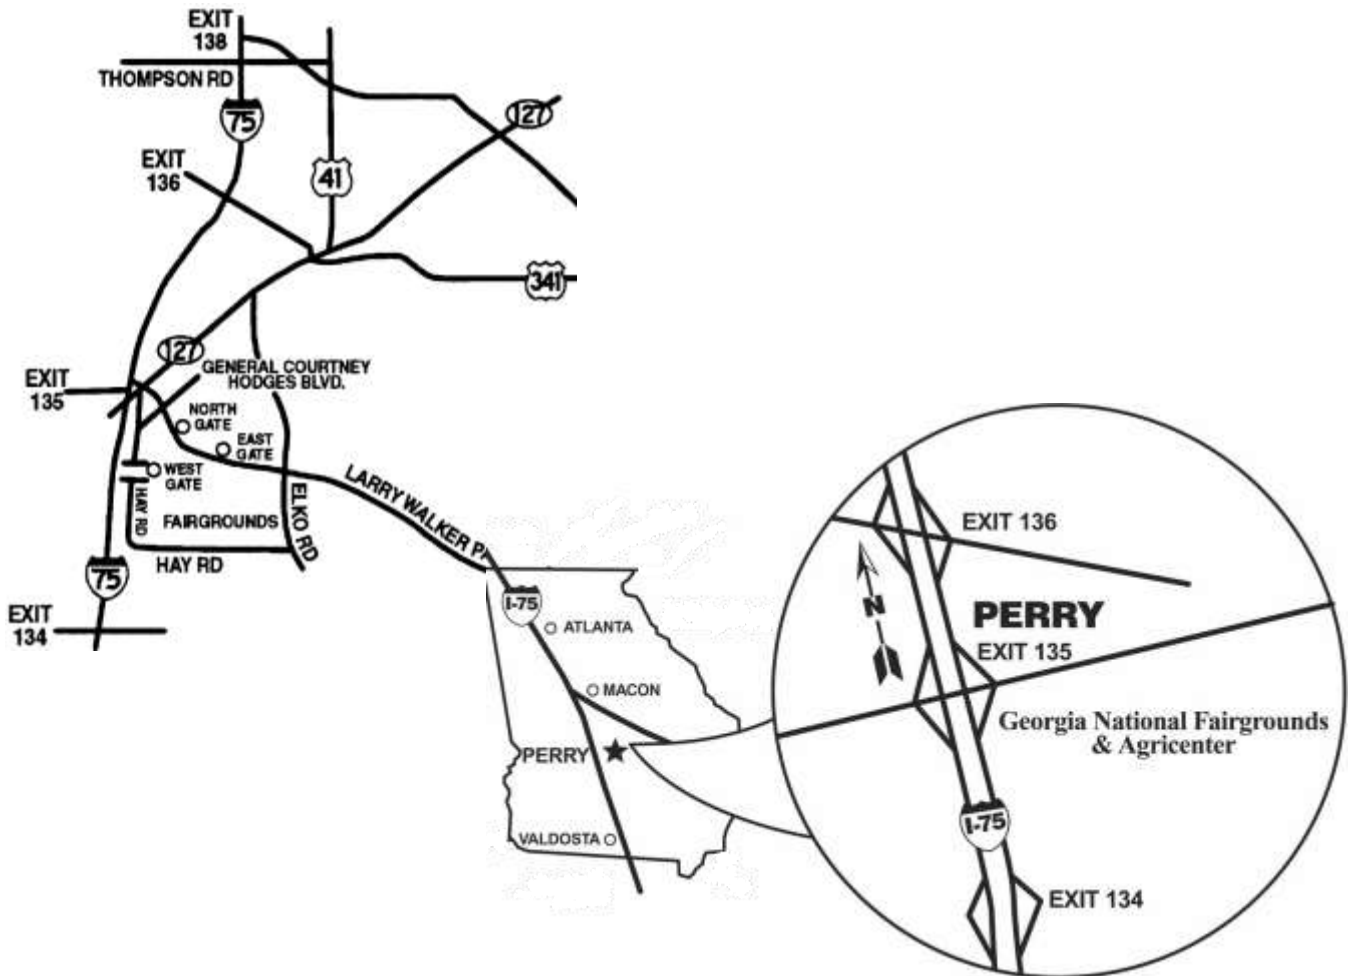 EXIT
138
THOMPSON RD
75
127
EXIT
136
41
341
127
GENERAL COURTNEY
HODGES BLVD.
EXIT
135
NORTH
GATE
EAST
GATE
WEST
GATE
HAY RD
FAIRGROUNDS
ELKO RD
LARRY WALKER
HAY RD
75
EXIT
134
I-75
ATLANTA
MACON
PERRY
VALDOSTA
EXIT 136
N
PERRY
EXIT 135
Georgia National Fairgrounds
& Agricenter
I-75
EXIT 134